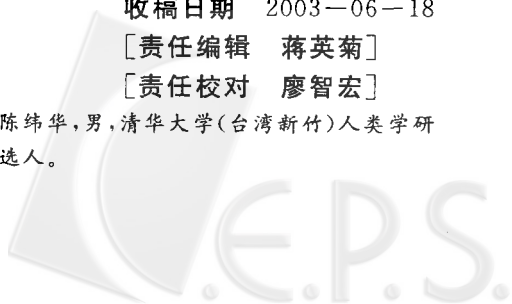 收稿日期　2003－06－18
［责任编辑　蒋英菊］
［责任校对　廖智宏］
陈纬华,男,清华大学(台湾新竹)人类学研
选人。
C.E.P.S.